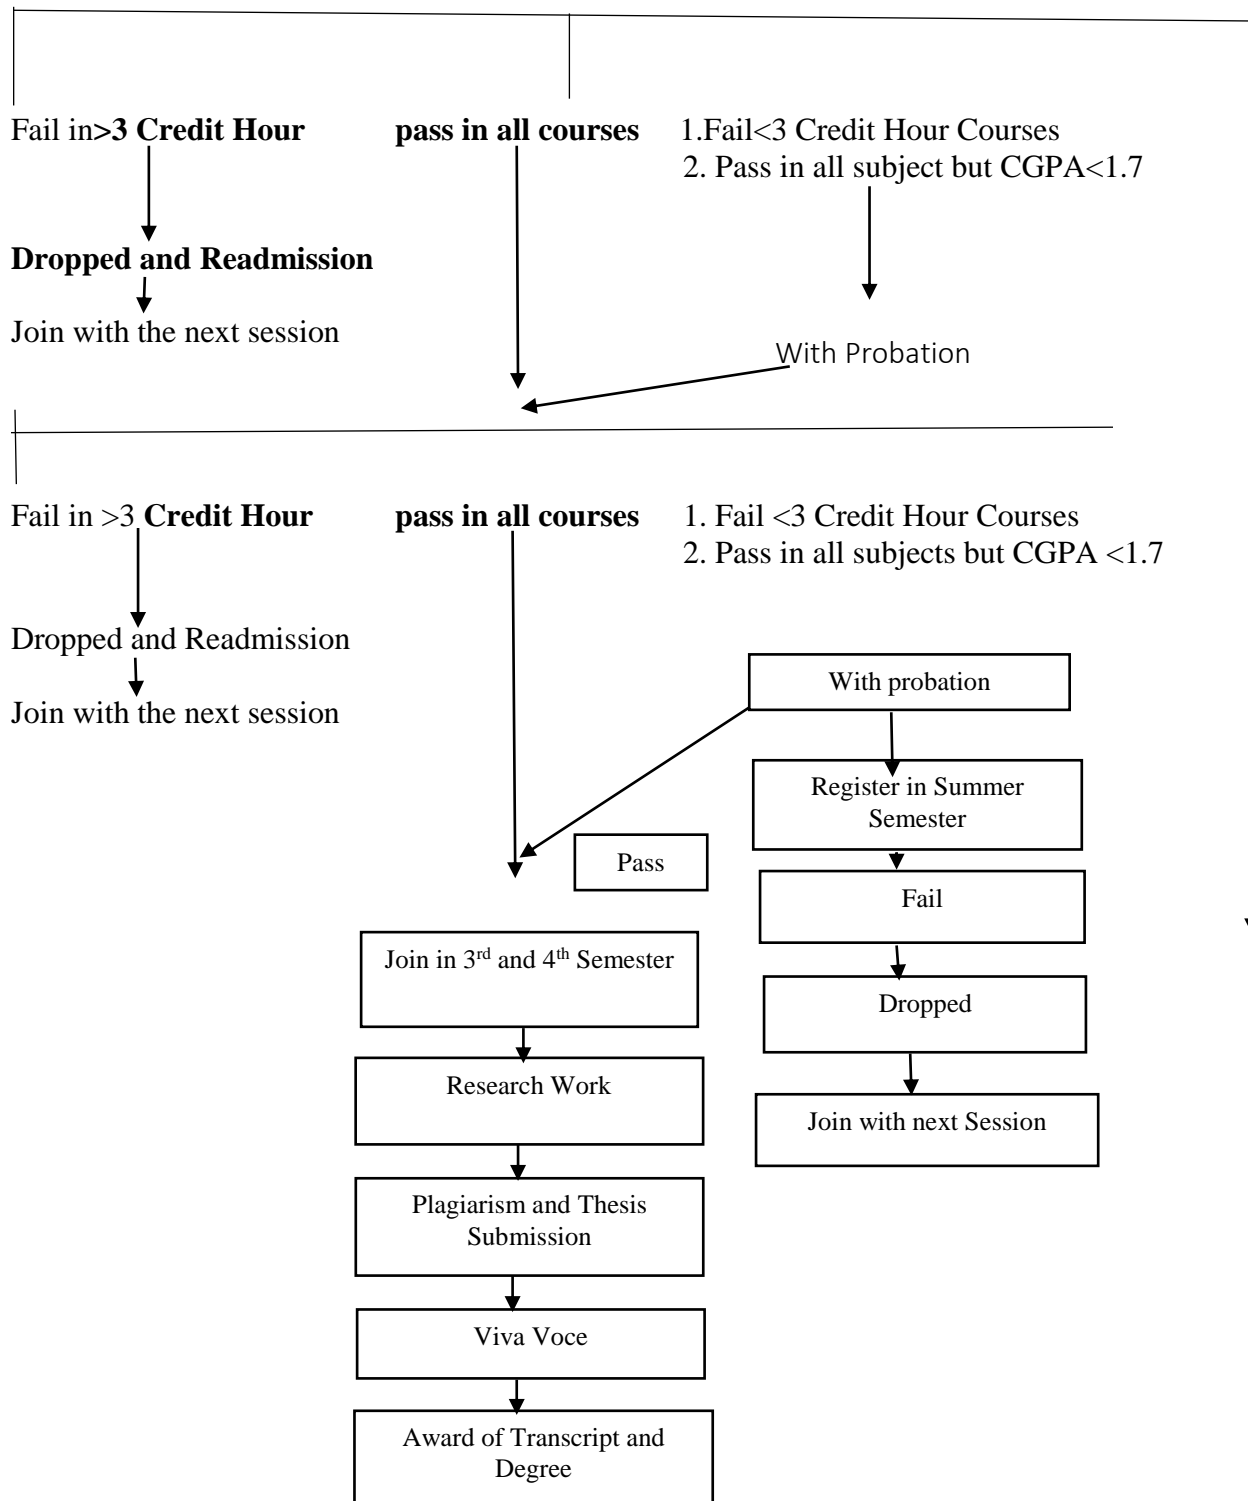 Fail in>3 Credit Hour
pass in all courses
1.Fail<3 Credit Hour Courses
2. Pass in all subject but CGPA<1.7
Dropped and Readmission
Join with the next session
With Probation
Fail in >3 Credit Hour
pass in all courses
1. Fail <3 Credit Hour Courses
2. Pass in all subjects but CGPA <1.7
Dropped and Readmission
Join with the next session
With probation
Register in Summer
Semester
Pass
Fail
Join in 3rd and 4th Semester
Dropped
Research Work
Join with next Session
Plagiarism and Thesis
Submission
Viva Voce
Award of Transcript and
Degree